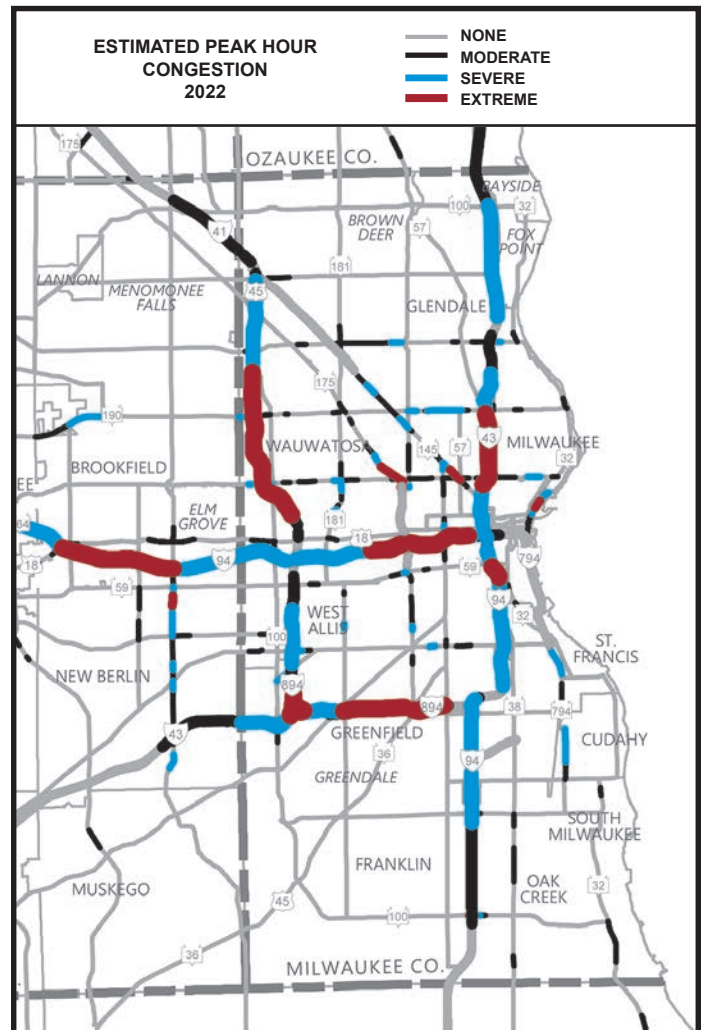 ESTIMATED PEAK HOUR
CONGESTION
2022
NONE
MODERATE
SEVERE
EXTREME
175
OZAUKEE CO.
BAYSIDE
100
32
41
BROWN
DEER
57
FOX
POINT
LANNON
181
45
MENOMONEE
FALLS
GLENDALE
175
190
WAUWATOSA
145
57
43
MILWAUKEE
32
BROOKFIELD
EE
ELM
GROVE
181
64
18
18
94
794
59
59
94
32
WEST
ALLIS
100
ST.
FRANCIS
NEW BERLIN
894
894
38
794
43
GREENFIELD
36
CUDAHY
94
GREENDALE
SOUTH
MILWAUKEE
FRANKLIN
OAK
CREEK
32
MUSKEGO
45
100
36
MILWAUKEE CO.